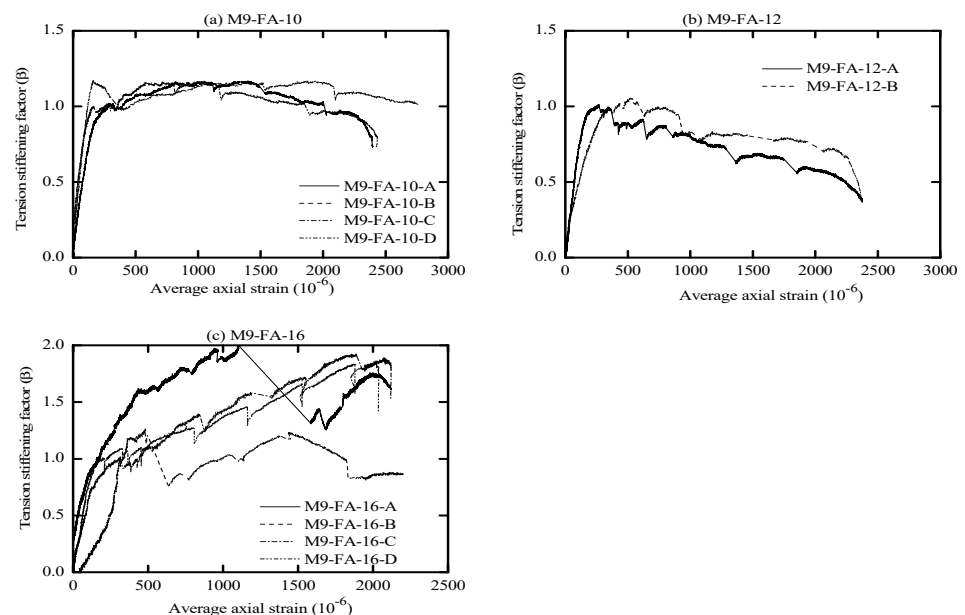 (a) M9-FA-10
1.5
1.0
0.5
0.0
Tension stiffening factor (β)
M9-FA-10-A
M9-FA-10-B
M9-FA-10-C
M9-FA-10-D
0 500 1000 1500 2000 2500 3000
Average axial strain (10-6)
(b) M9-FA-12
1.5
1.0
0.5
0.0
Tension stiffening factor (β)
M9-FA-12-A
M9-FA-12-B
0 500 1000 1500 2000 2500 3000
Average axial strain (10-6)
(c) M9-FA-16
2.0
1.5
1.0
0.5
0.0
Tension stiffening factor (β)
M9-FA-16-A
M9-FA-16-B
M9-FA-16-C
M9-FA-16-D
0 500 1000 1500 2000 2500
Average axial strain (10-6)